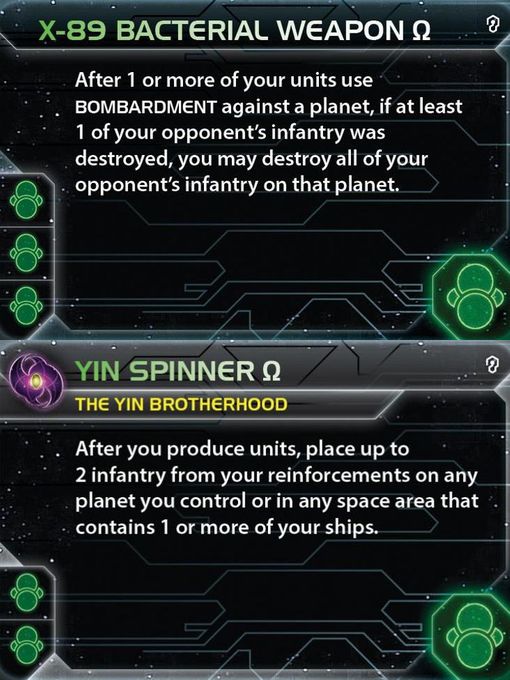 X-89 BACTERIAL WEAPON Ω
After 1 or more of your units use
BOMBARDMENT against a planet, if at least
1 of your opponent’s infantry was
destroyed, you may destroy all of your
opponent’s infantry on that planet.
YIN SPINNER Ω
THE YIN BROTHERHOOD
After you produce units, place up to
2 infantry from your reinforcements on any
planet you control or in any space area that
contains 1 or more of your ships.